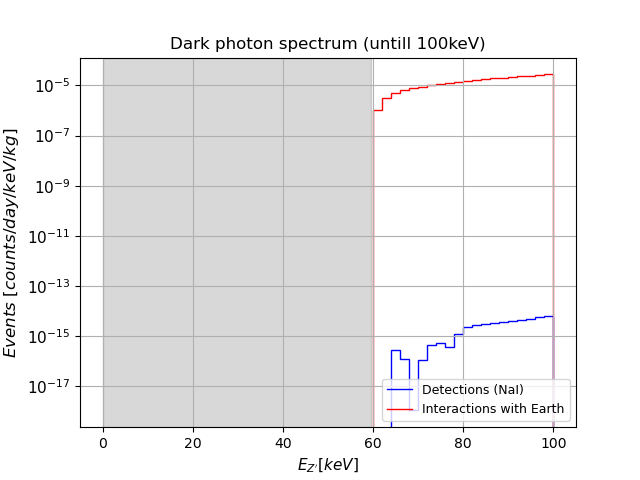 Dark photon spectrum (untill 100keV)
Events [counts/day/keV/kg]
10^{-5}
10^{-7}
10^{-9}
10^{-11}
10^{-13}
10^{-15}
10^{-17}
Detections (NaI)
Interactions with Earth
0 20 40 60 80 100
E_{Z'}[keV]